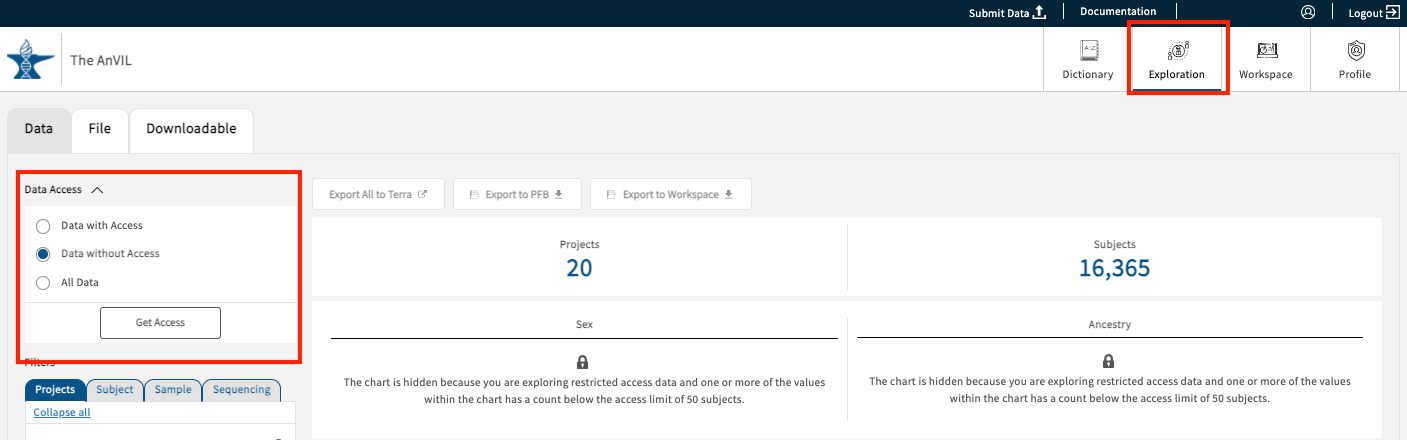 Submit Data
Documentation
Logout
The AnVIL
Dictionary
Exploration
Workspace
Profile
Data
File
Downloadable
Data Access
Data with Access
Data without Access
All Data
Get Access
Filters
Projects
Subject
Sample
Sequencing
Collapse all
Export All to Terra
Export to PFB
Export to Workspace
Projects
20
Subjects
16,365
Sex
The chart is hidden because you are exploring restricted access data and one or more of the values
within the chart has a count below the access limit of 50 subjects.
Ancestry
The chart is hidden because you are exploring restricted access data and one or more of the values
within the chart has a count below the access limit of 50 subjects.